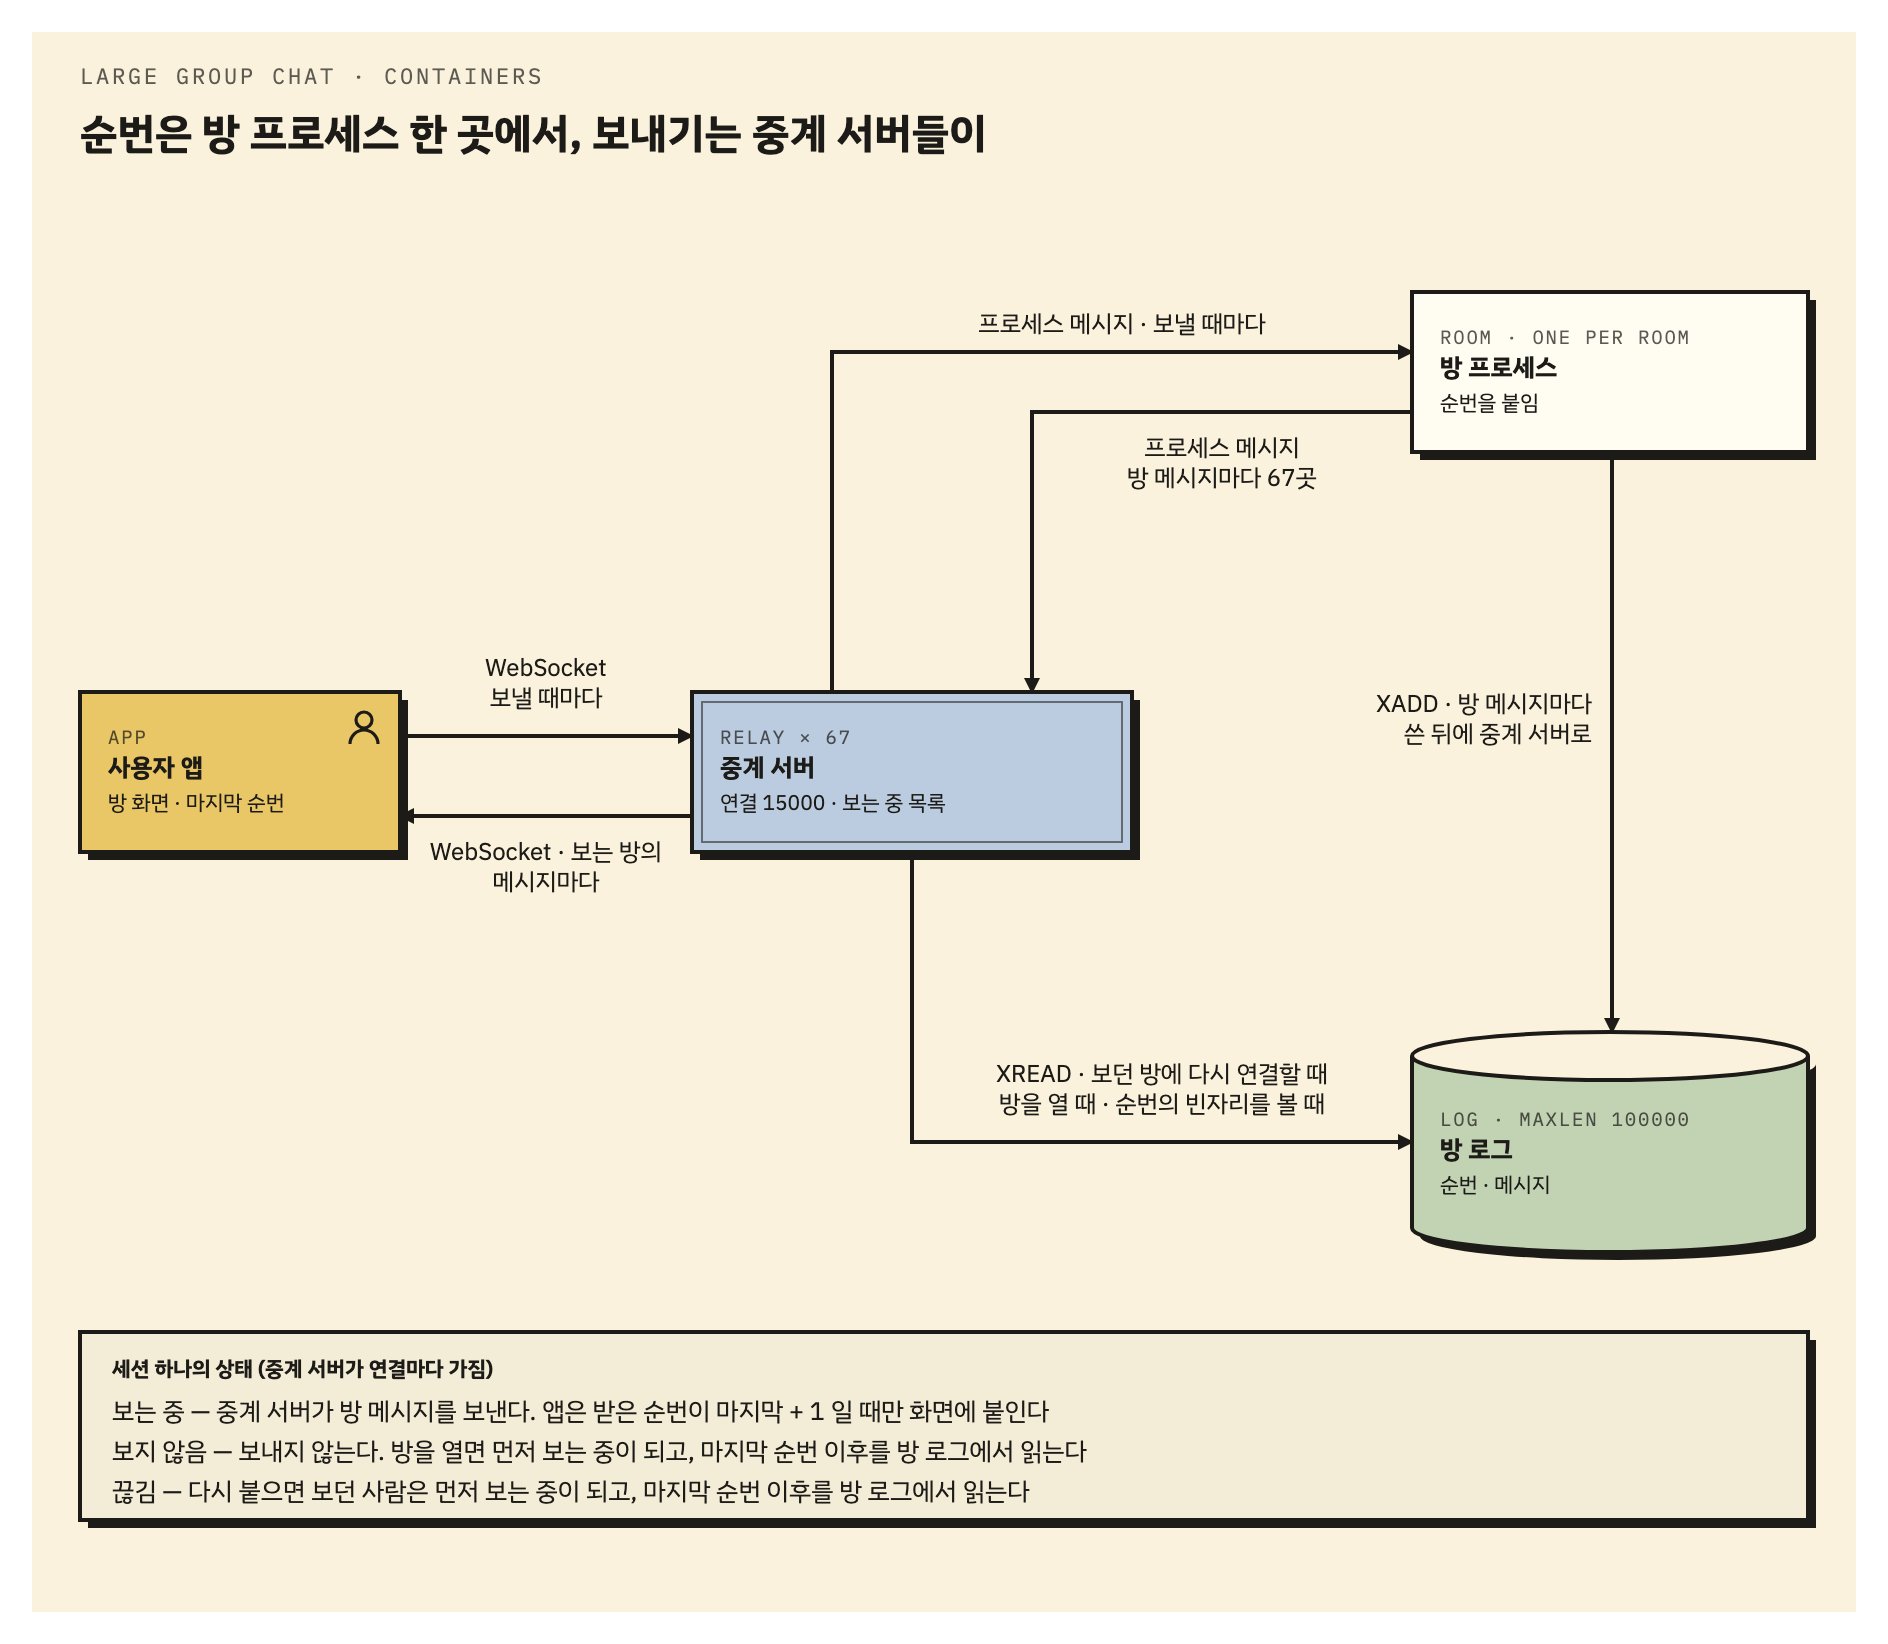 LARGE GROUP CHAT · CONTAINERS
순번은 방 프로세스 한 곳에서, 보내기는 중계 서버들이
프로세스 메시지 · 보낼 때마다
ROOM · ONE PER ROOM
방 프로세스
순번을 붙임
프로세스 메시지
방 메시지마다 67곳
WebSocket
보낼 때마다
APP
사용자 앱
방 화면 · 마지막 순번
RELAY × 67
중계 서버
연결 15000 · 보는 중 목록
WebSocket · 보는 방의
메시지마다
XADD · 방 메시지마다
쓴 뒤에 중계 서버로
XREAD · 보던 방에 다시 연결할 때
방을 열 때 · 순번의 빈자리를 볼 때
LOG · MAXLEN 100000
방 로그
순번 · 메시지
세션 하나의 상태 (중계 서버가 연결마다 가짐)
보는 중 — 중계 서버가 방 메시지를 보낸다. 앱은 받은 순번이 마지막 + 1 일 때만 화면에 붙인다
보지 않음 — 보내지 않는다. 방을 열면 먼저 보는 중이 되고, 마지막 순번 이후를 방 로그에서 읽는다
끊김 — 다시 붙으면 보던 사람은 먼저 보는 중이 되고, 마지막 순번 이후를 방 로그에서 읽는다